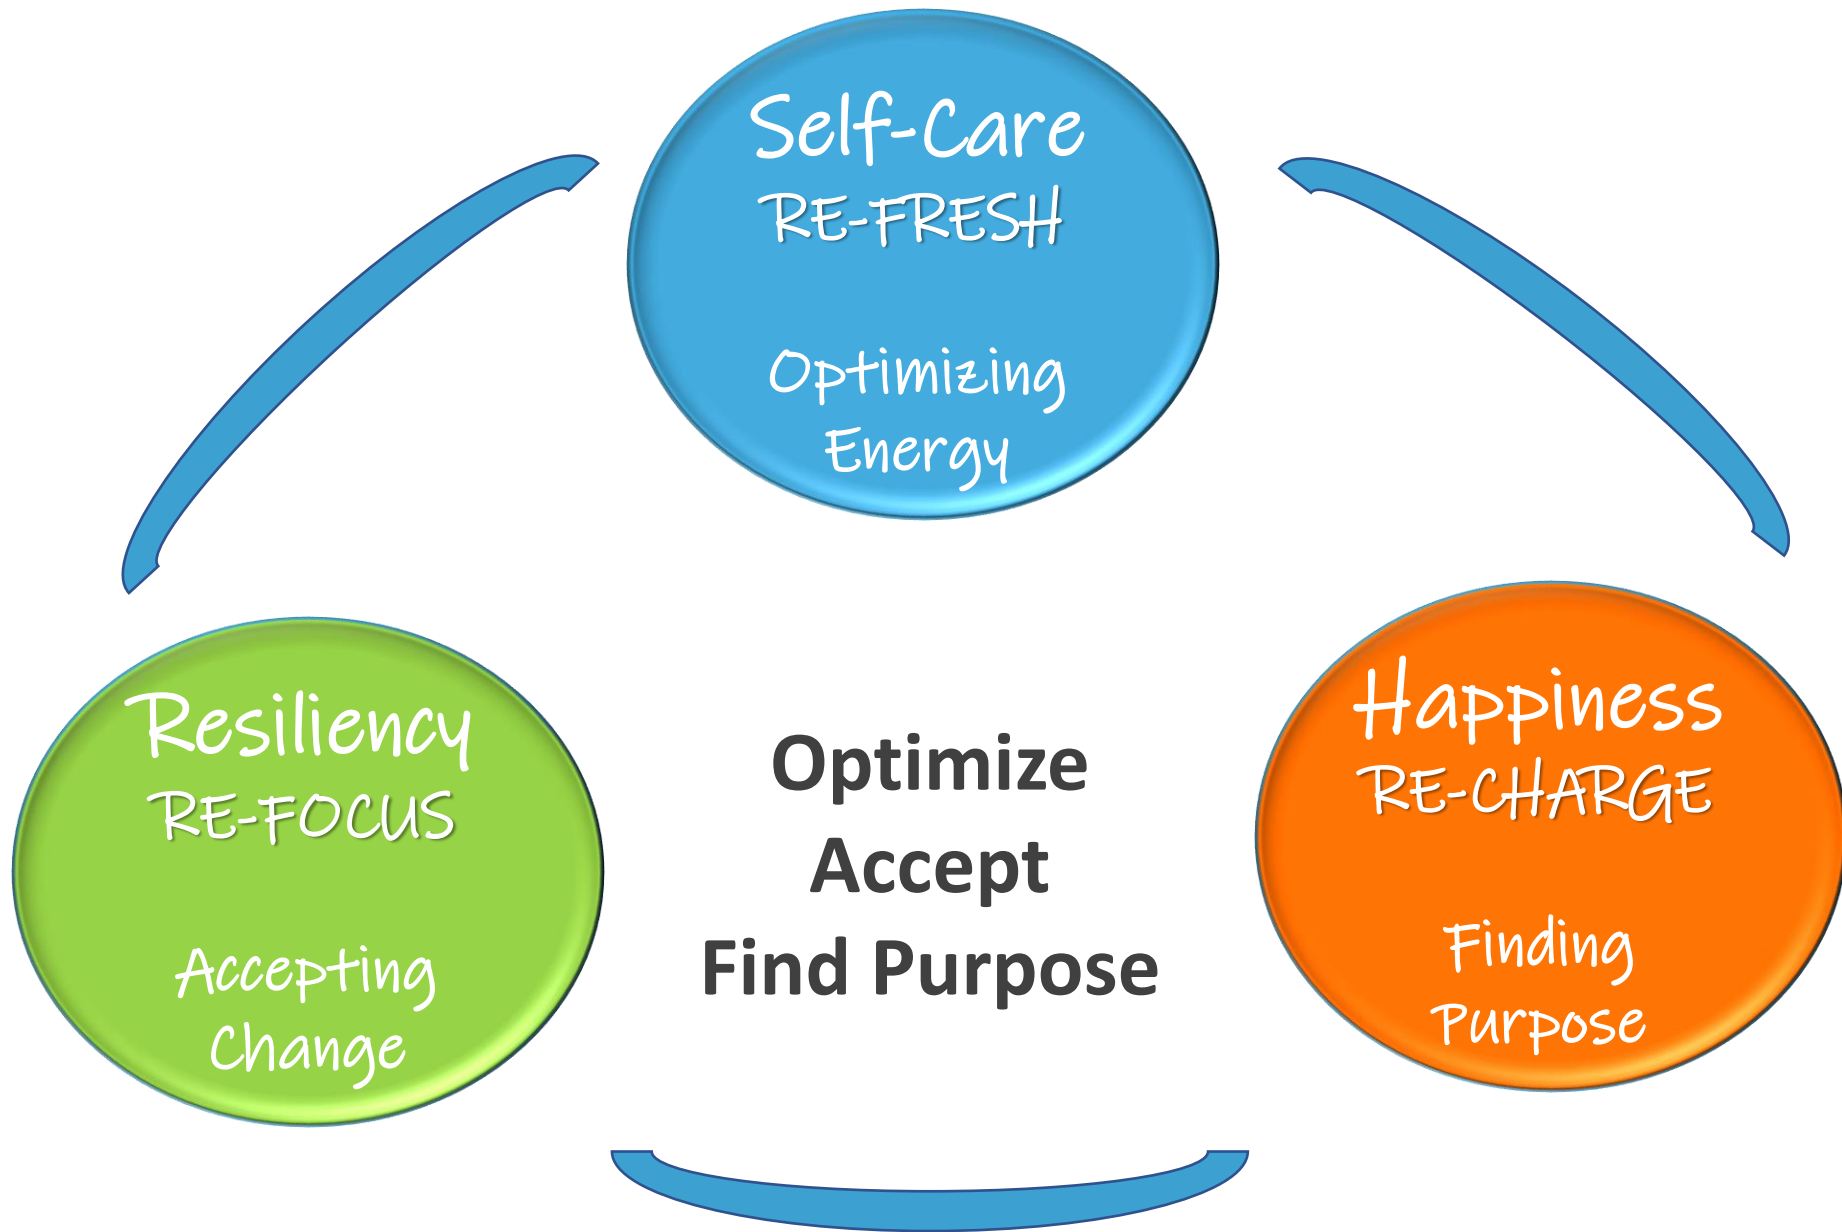 Self-Care
RE-FRESH
Optimizing
Energy
Resiliency
RE-FOCUS
Accepting
Change
Optimize
Accept
Find Purpose
Happiness
RE-CHARGE
Finding
Purpose